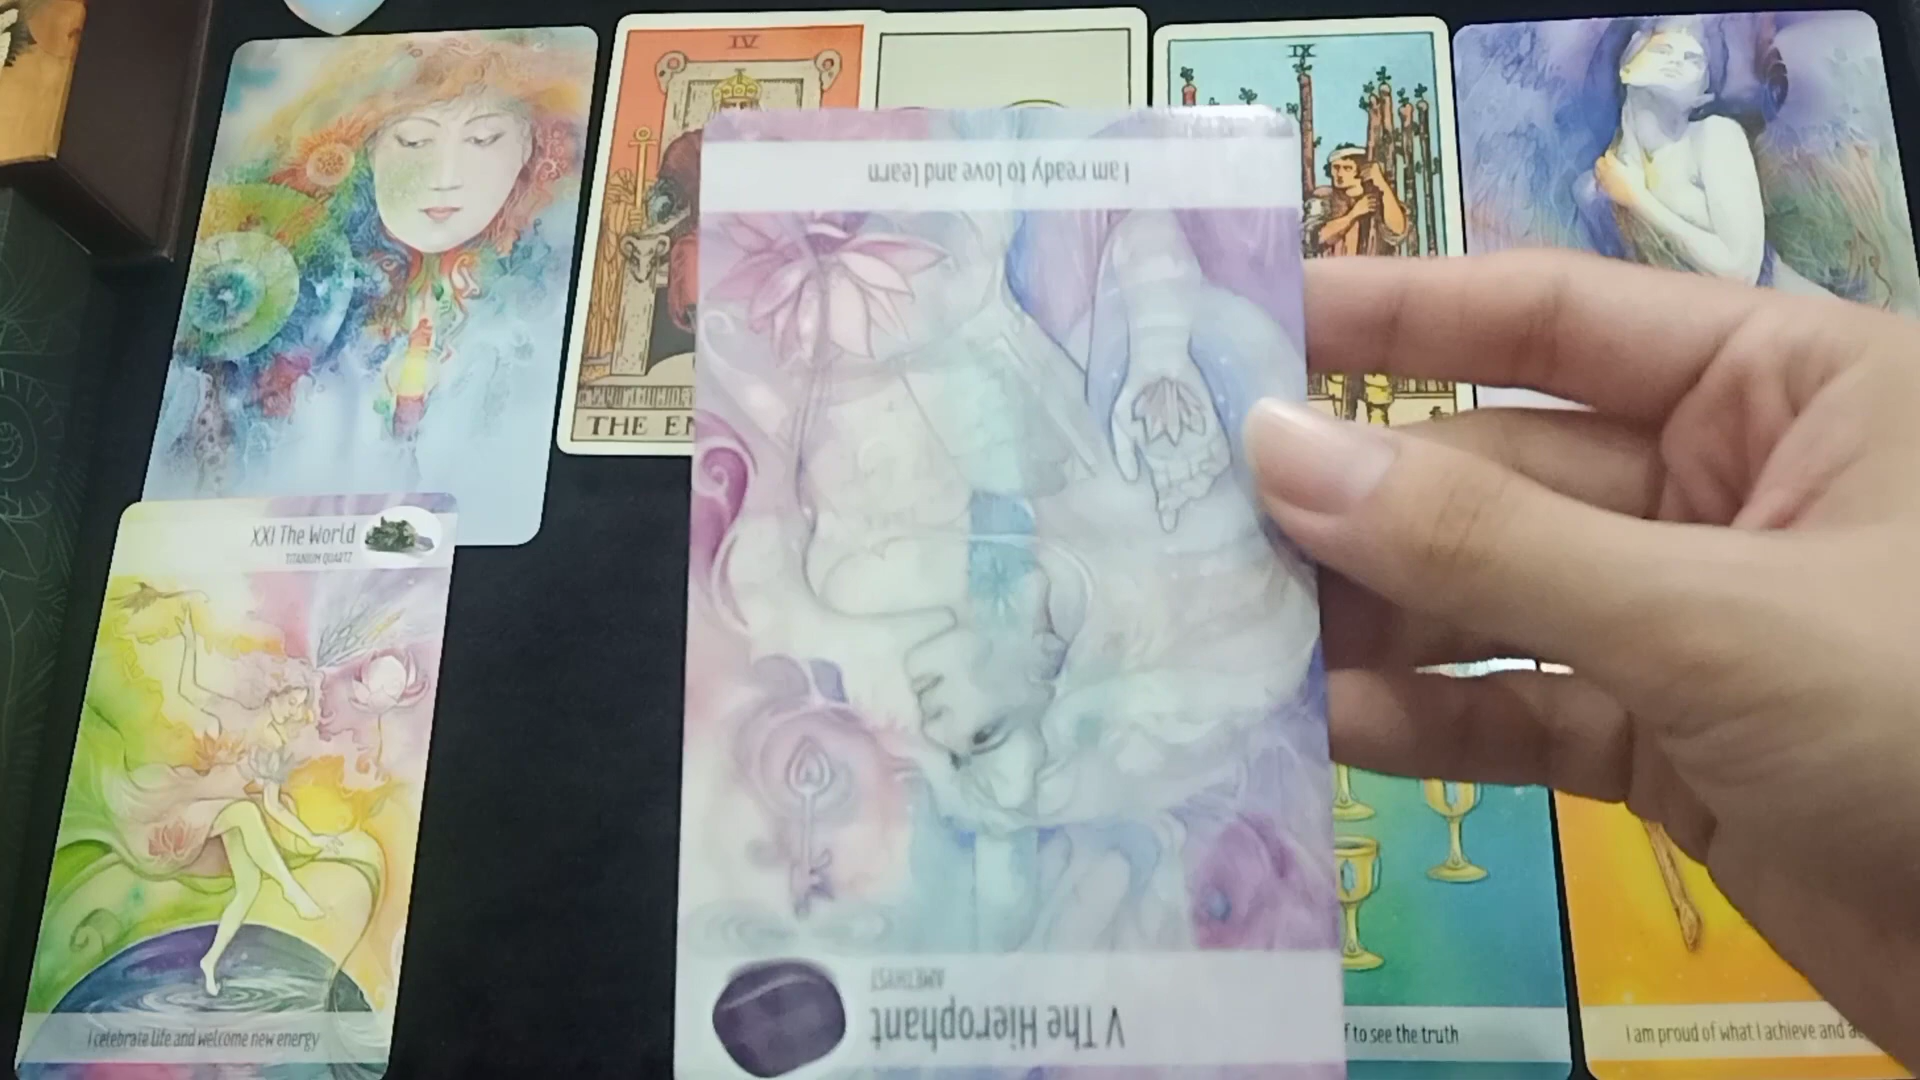 IV
IX
I am ready to love and learn
THE EM
XXI The World
TITANIUM QUARTZ
AMETHYST
V The Hierophant
I celebrate life and welcome new energy
f to see the truth
I am proud of what I achieve and